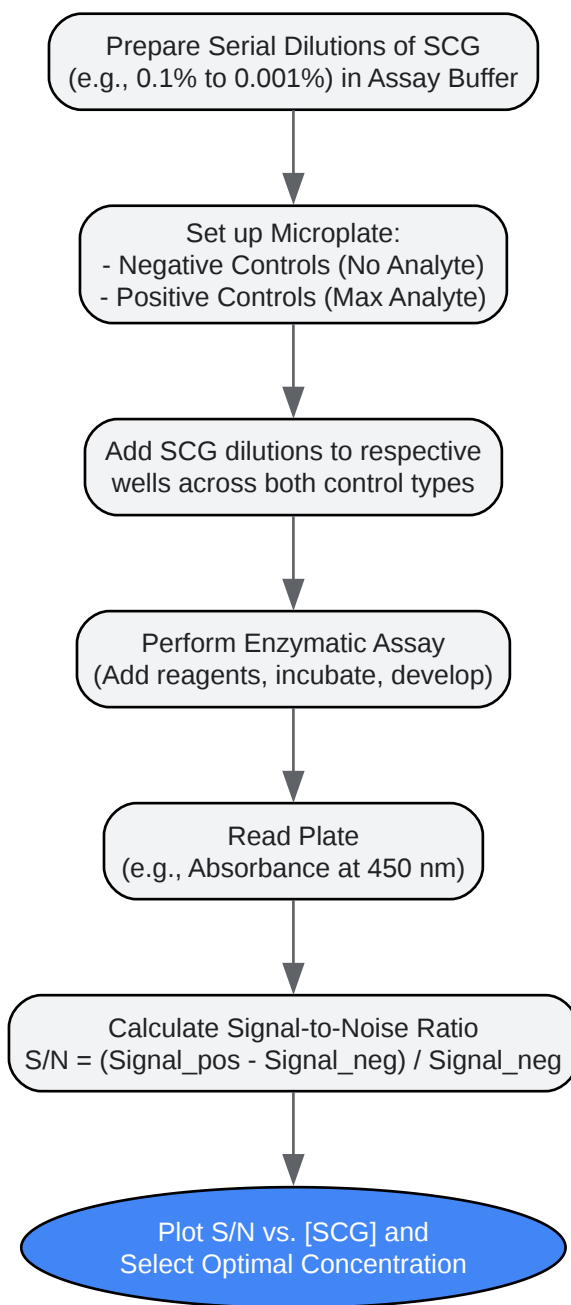 Prepare Serial Dilutions of SCG
(e.g., 0.1% to 0.001%) in Assay Buffer
Set up Microplate:
- Negative Controls (No Analyte)
- Positive Controls (Max Analyte)
Add SCG dilutions to respective
wells across both control types
Perform Enzymatic Assay
(Add reagents, incubate, develop)
Read Plate
(e.g., Absorbance at 450 nm)
Calculate Signal-to-Noise Ratio
S/N = (Signal_pos - Signal_neg) / Signal_neg
Plot S/N vs. [SCG] and
Select Optimal Concentration